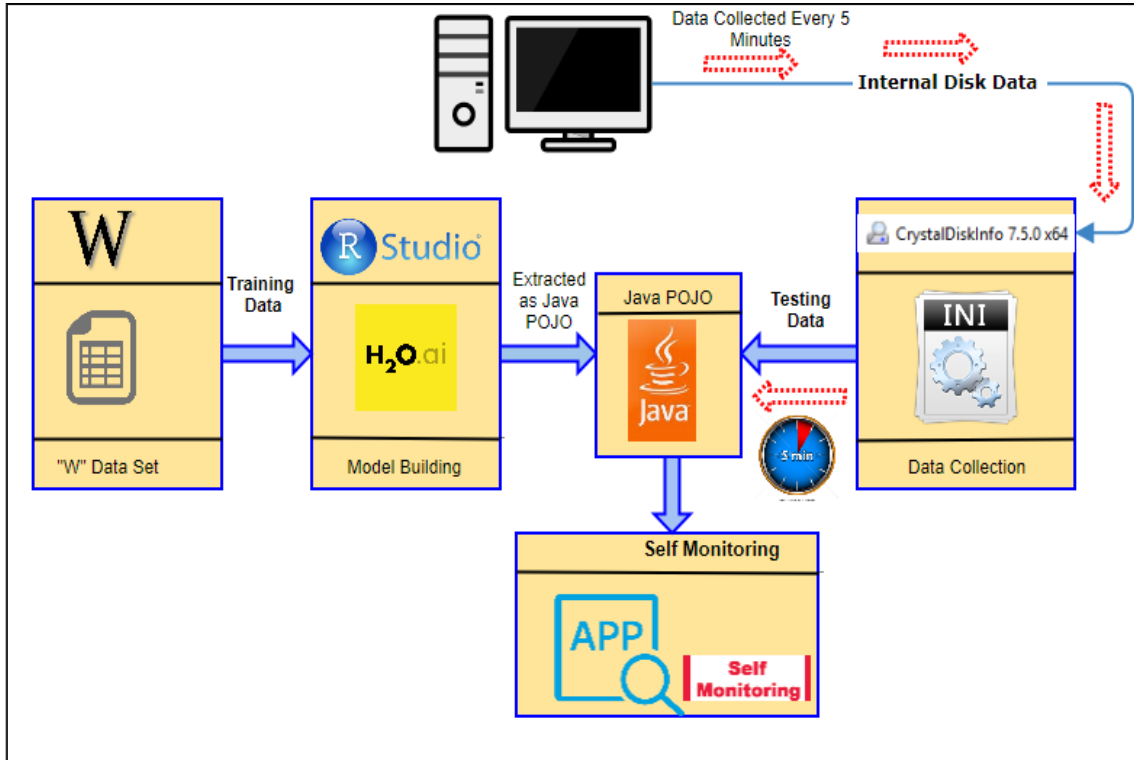 Data Collected Every 5
Minutes
Internal Disk Data
W
R Studio
CrystalDiskInfo 7.5.0 x64
Training
Data
Extracted
as Java
POJO
Java POJO
Testing
Data
INI
H2O.ai
Java
5 min
"W" Data Set
Model Building
Data Collection
Self Monitoring
APP
Self
Monitoring